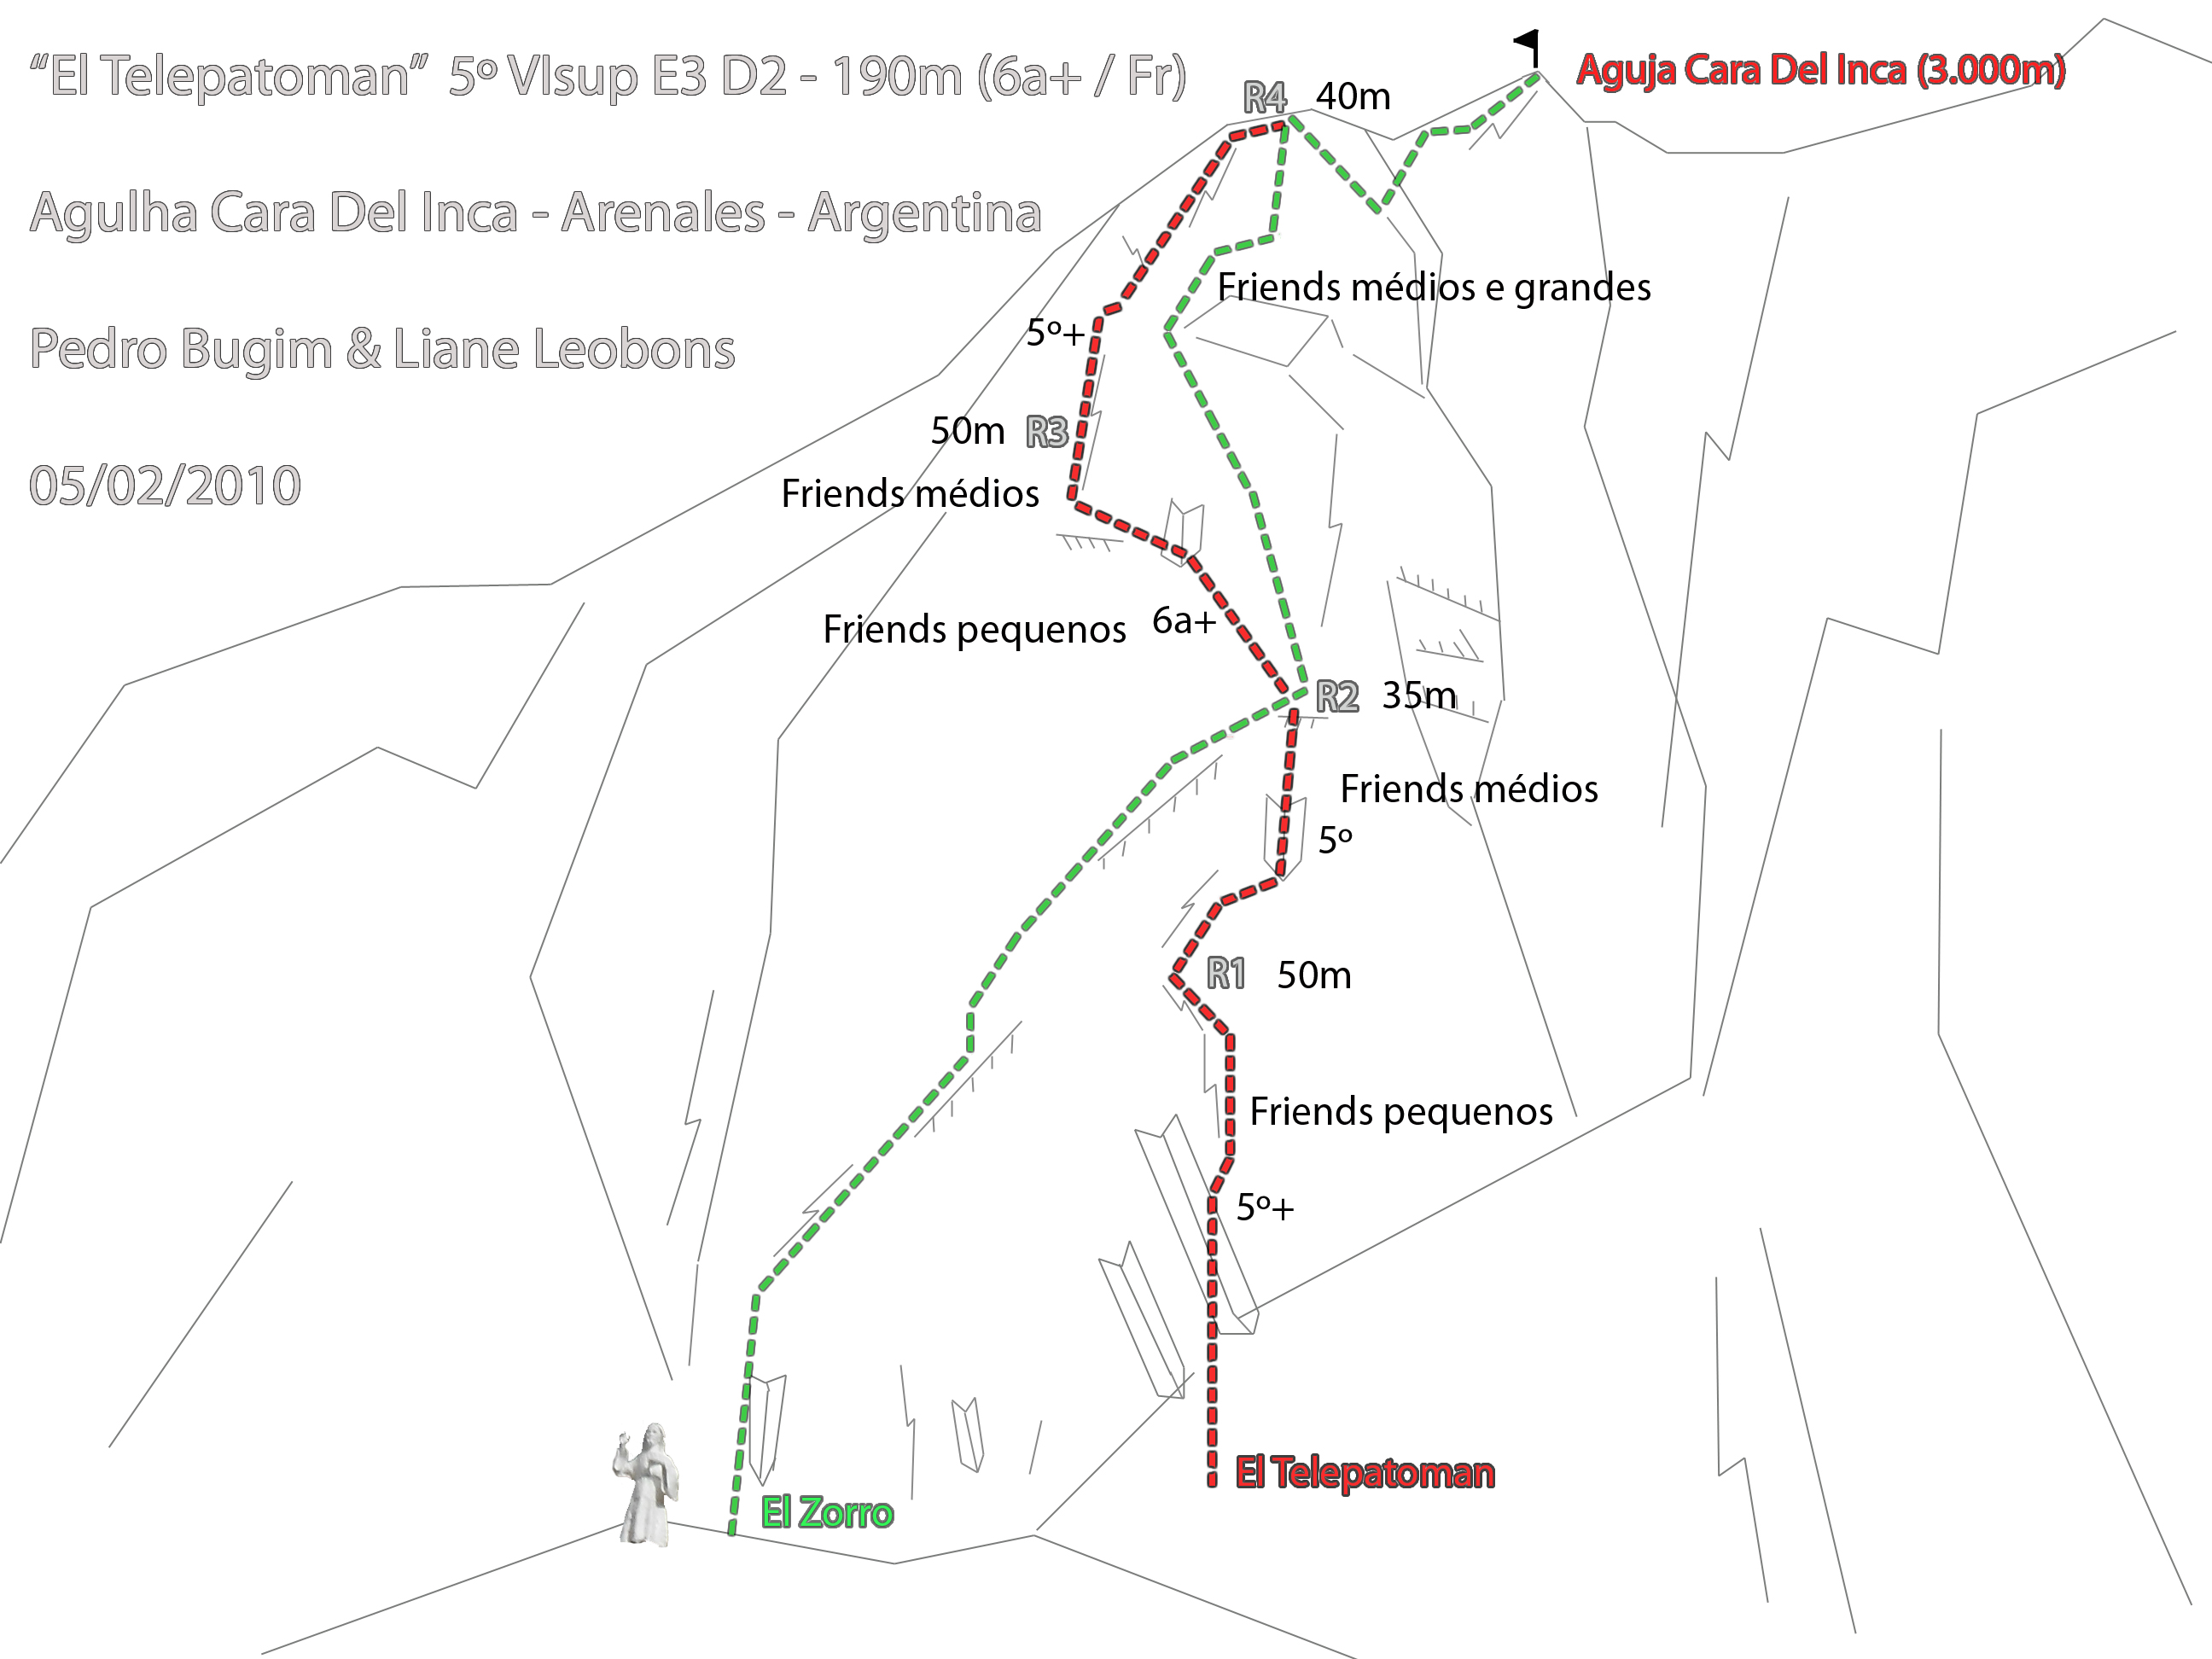 “El Telepatoman” 5º VIsup E3 D2 - 190m (6a+ / Fr)
Agulha Cara Del Inca - Arenales - Argentina
Pedro Bugim & Liane Leobons
05/02/2010
Aguja Cara Del Inca (3.000m)
R4 40m
Friends médios e grandes
5º+
50m R3
Friends médios
Friends pequenos 6a+
R2 35m
Friends médios
5º
R1 50m
Friends pequenos
5º+
El Telepatoman
El Zorro